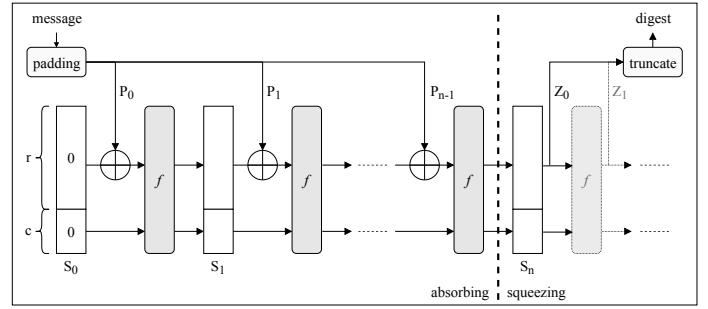 message
digest
padding
truncate
P0
P1
Pn-1
Z0
Z1
r
0
f
f
f
f
c
0
S0
S1
Sn
absorbing
squeezing